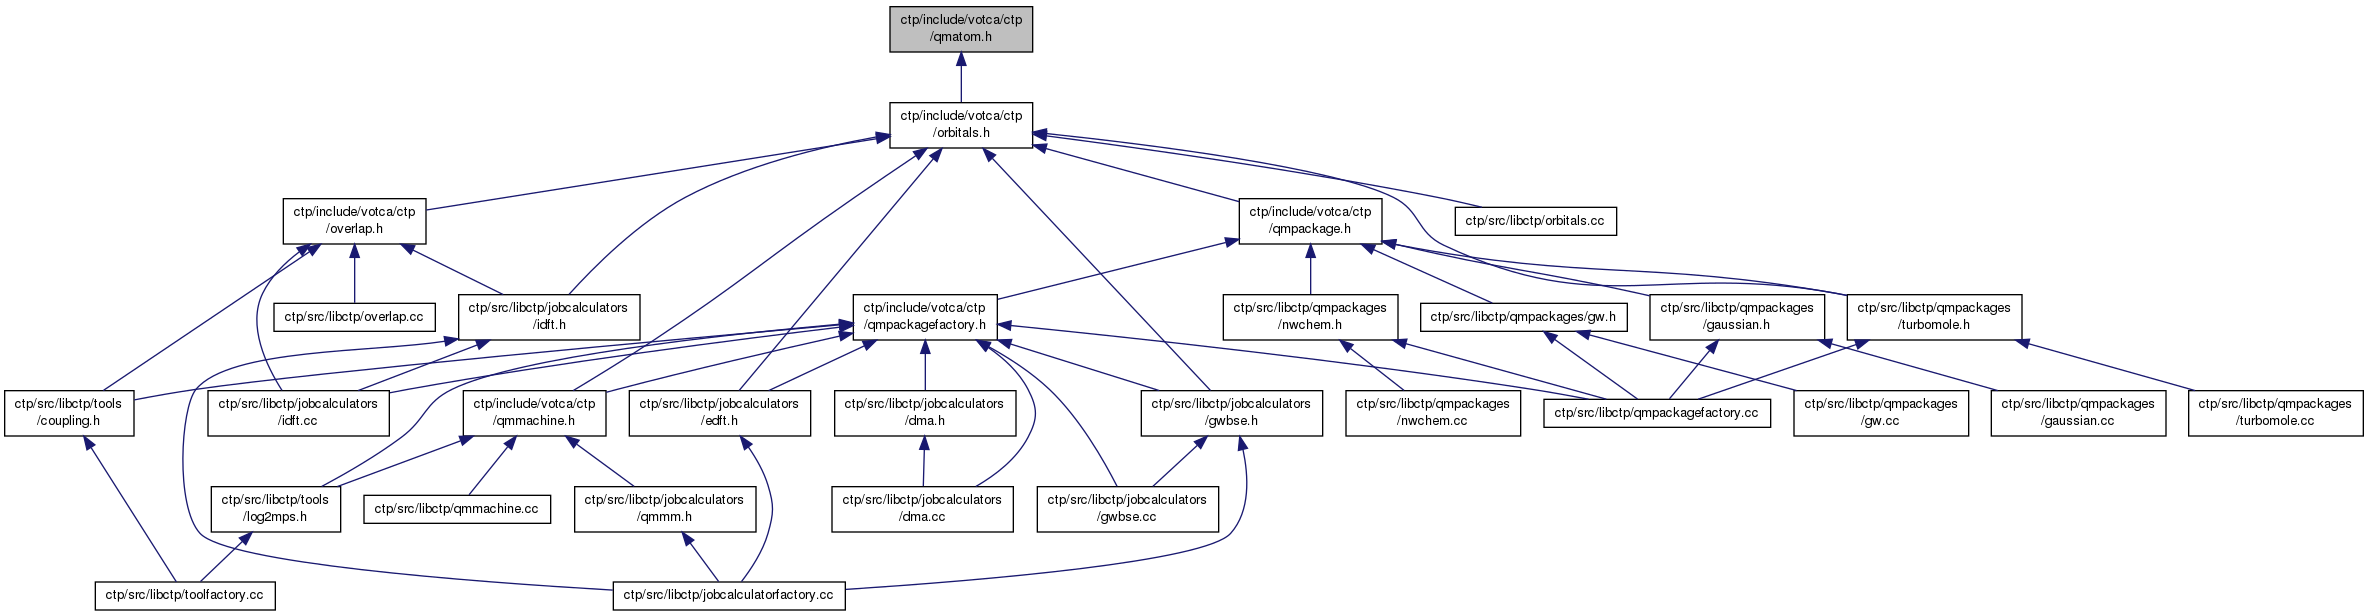 ctp/include/votca/ctp
/qmatom.h
ctp/include/votca/ctp
/orbitals.h
ctp/include/votca/ctp
/overlap.h
ctp/include/votca/ctp
/qmpackage.h
ctp/src/libctp/orbitals.cc
ctp/src/libctp/overlap.cc
ctp/src/libctp/jobcalculators
/idft.h
ctp/include/votca/ctp
/qmpackagefactory.h
ctp/src/libctp/qmpackages
/nwchem.h
ctp/src/libctp/qmpackages/gw.h
ctp/src/libctp/qmpackages
/gaussian.h
ctp/src/libctp/qmpackages
/turbomole.h
ctp/src/libctp/tools
/coupling.h
ctp/src/libctp/jobcalculators
/idft.cc
ctp/include/votca/ctp
/qmmachine.h
ctp/src/libctp/jobcalculators
/edft.h
ctp/src/libctp/jobcalculators
/dma.h
ctp/src/libctp/jobcalculators
/gwbse.h
ctp/src/libctp/qmpackages
/nwchem.cc
ctp/src/libctp/qmpackagefactory.cc
ctp/src/libctp/qmpackages
/gw.cc
ctp/src/libctp/qmpackages
/gaussian.cc
ctp/src/libctp/qmpackages
/turbomole.cc
ctp/src/libctp/tools
/log2mps.h
ctp/src/libctp/qmmachine.cc
ctp/src/libctp/jobcalculators
/qmmm.h
ctp/src/libctp/jobcalculators
/dma.cc
ctp/src/libctp/jobcalculators
/gwbse.cc
ctp/src/libctp/toolfactory.cc
ctp/src/libctp/jobcalculatorfactory.cc